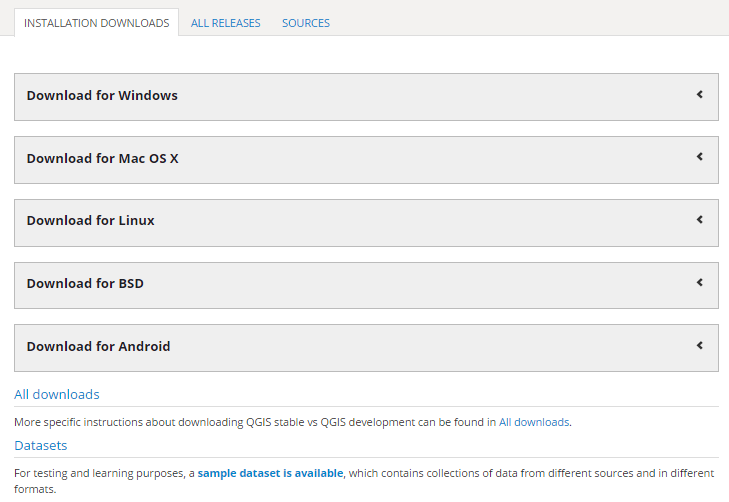 INSTALLATION DOWNLOADS ALL RELEASES SOURCES
Download for Windows
Download for Mac OS X
Download for Linux
Download for BSD
Download for Android
All downloads
More specific instructions about downloading QGIS stable vs QGIS development can be found in All downloads.
Datasets
For testing and learning purposes, a sample dataset is available, which contains collections of data from different sources and in different
formats.